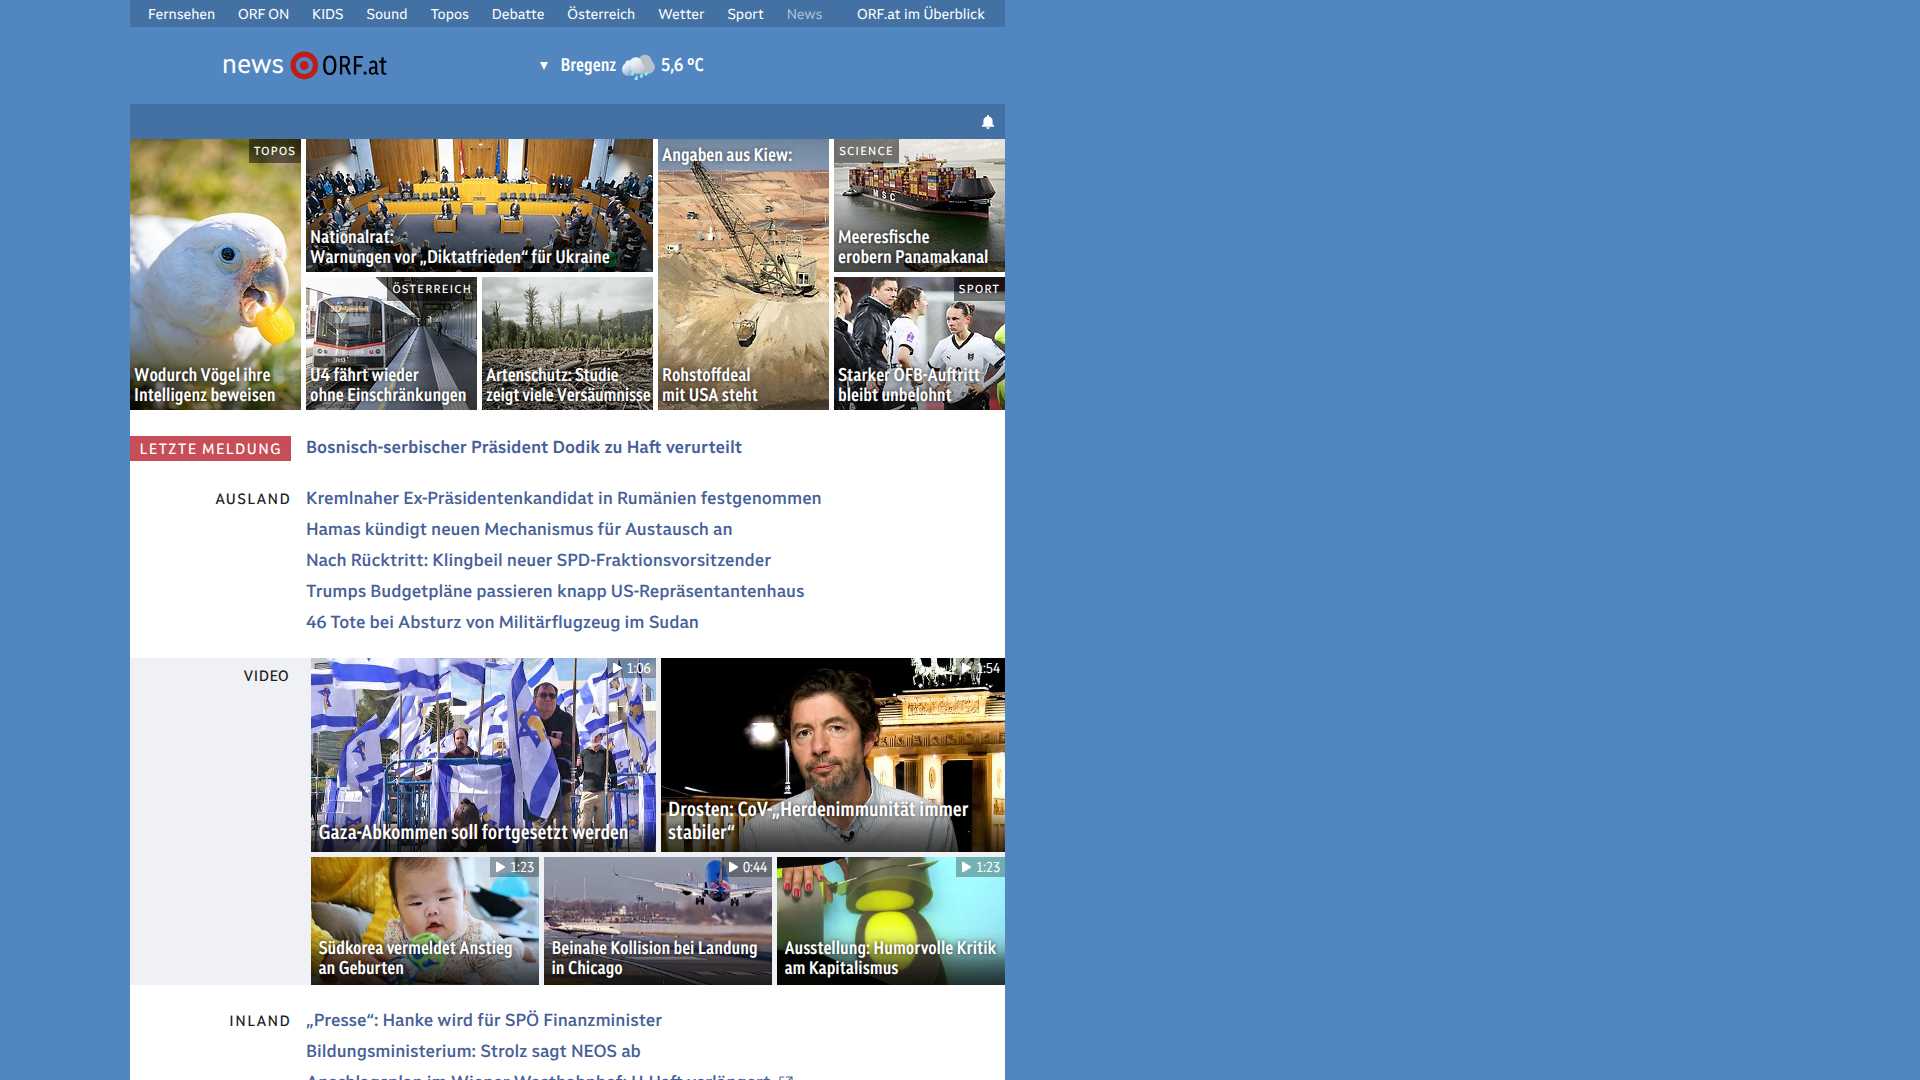 Fernsehen ORF ON KIDS Sound Topos Debatte Österreich Wetter Sport News ORF.at im Überblick
news ORF.at
▼ Bregenz 5,6 °C
TOPOS
Wodurch Vögel ihre
Intelligenz beweisen
Nationalrat:
Warnungen vor „Diktatfrieden“ für Ukraine
ÖSTERREICH
U4 fährt wieder
ohne Einschränkungen
Artenschutz: Studie
zeigt viele Versäumnisse
Angaben aus Kiew:
Rohstoffdeal
mit USA steht
SCIENCE
MSC
Meeresfische
erobern Panamakanal
SPORT
Starker ÖFB-Auftritt
bleibt unbelohnt
LETZTE MELDUNG
Bosnisch-serbischer Präsident Dodik zu Haft verurteilt
AUSLAND
Kremlnaher Ex-Präsidentenkandidat in Rumänien festgenommen
Hamas kündigt neuen Mechanismus für Austausch an
Nach Rücktritt: Klingbeil neuer SPD-Fraktionsvorsitzender
Trumps Budgetpläne passieren knapp US-Repräsentantenhaus
46 Tote bei Absturz von Militärflugzeug im Sudan
VIDEO
1:06
Gaza-Abkommen soll fortgesetzt werden
1:54
Drosten: CoV-„Herdenimmunität immer
stabiler“
1:23
Südkorea vermeldet Anstieg
an Geburten
0:44
Beinahe Kollision bei Landung
in Chicago
1:23
Ausstellung: Humorvolle Kritik
am Kapitalismus
INLAND
„Presse“: Hanke wird für SPÖ Finanzminister
Bildungsministerium: Strolz sagt NEOS ab
Anschlagsplan im Wiener Westbahnhof: U-Haft verlängert